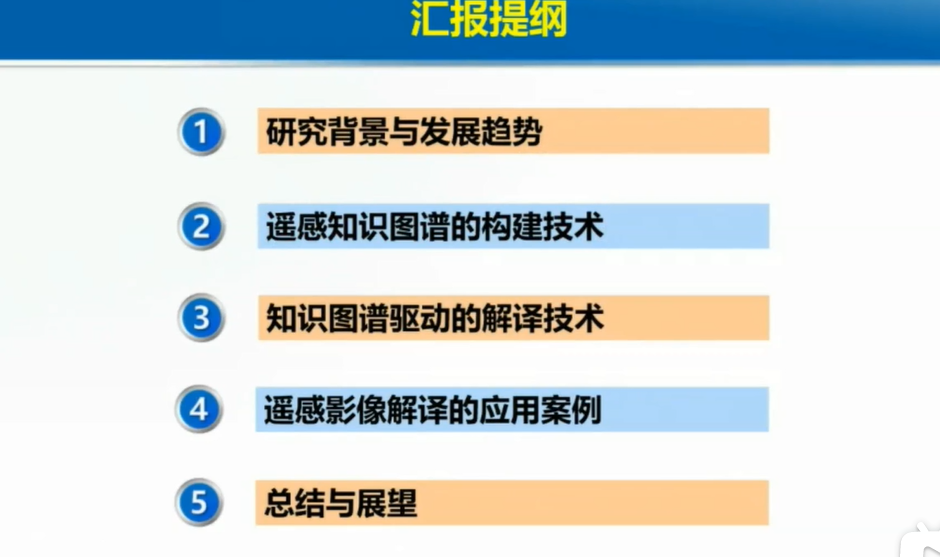 汇报提纲
1 研究背景与发展趋势
2 遥感知识图谱的构建技术
3 知识图谱驱动的解译技术
4 遥感影像解译的应用案例
5 总结与展望